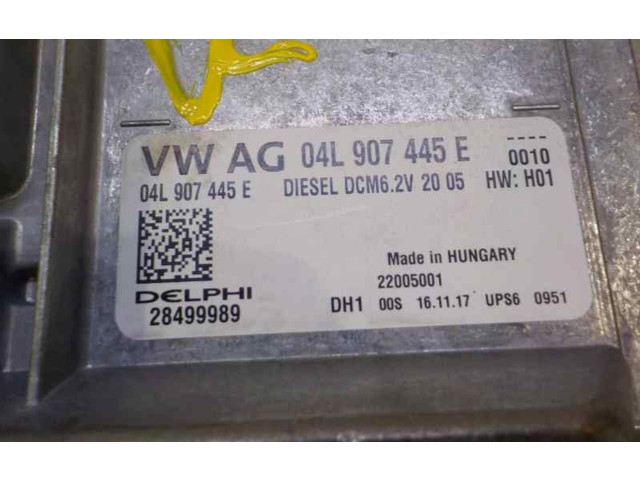 VW AG 04L 907 445 E 0010
04L 907 445 E DIESEL DCM6.2V 20 05 HW: H01
Made in HUNGARY
22005001
DELPHI
28499989 DH1 00S 16.11.17 UPS6 0951